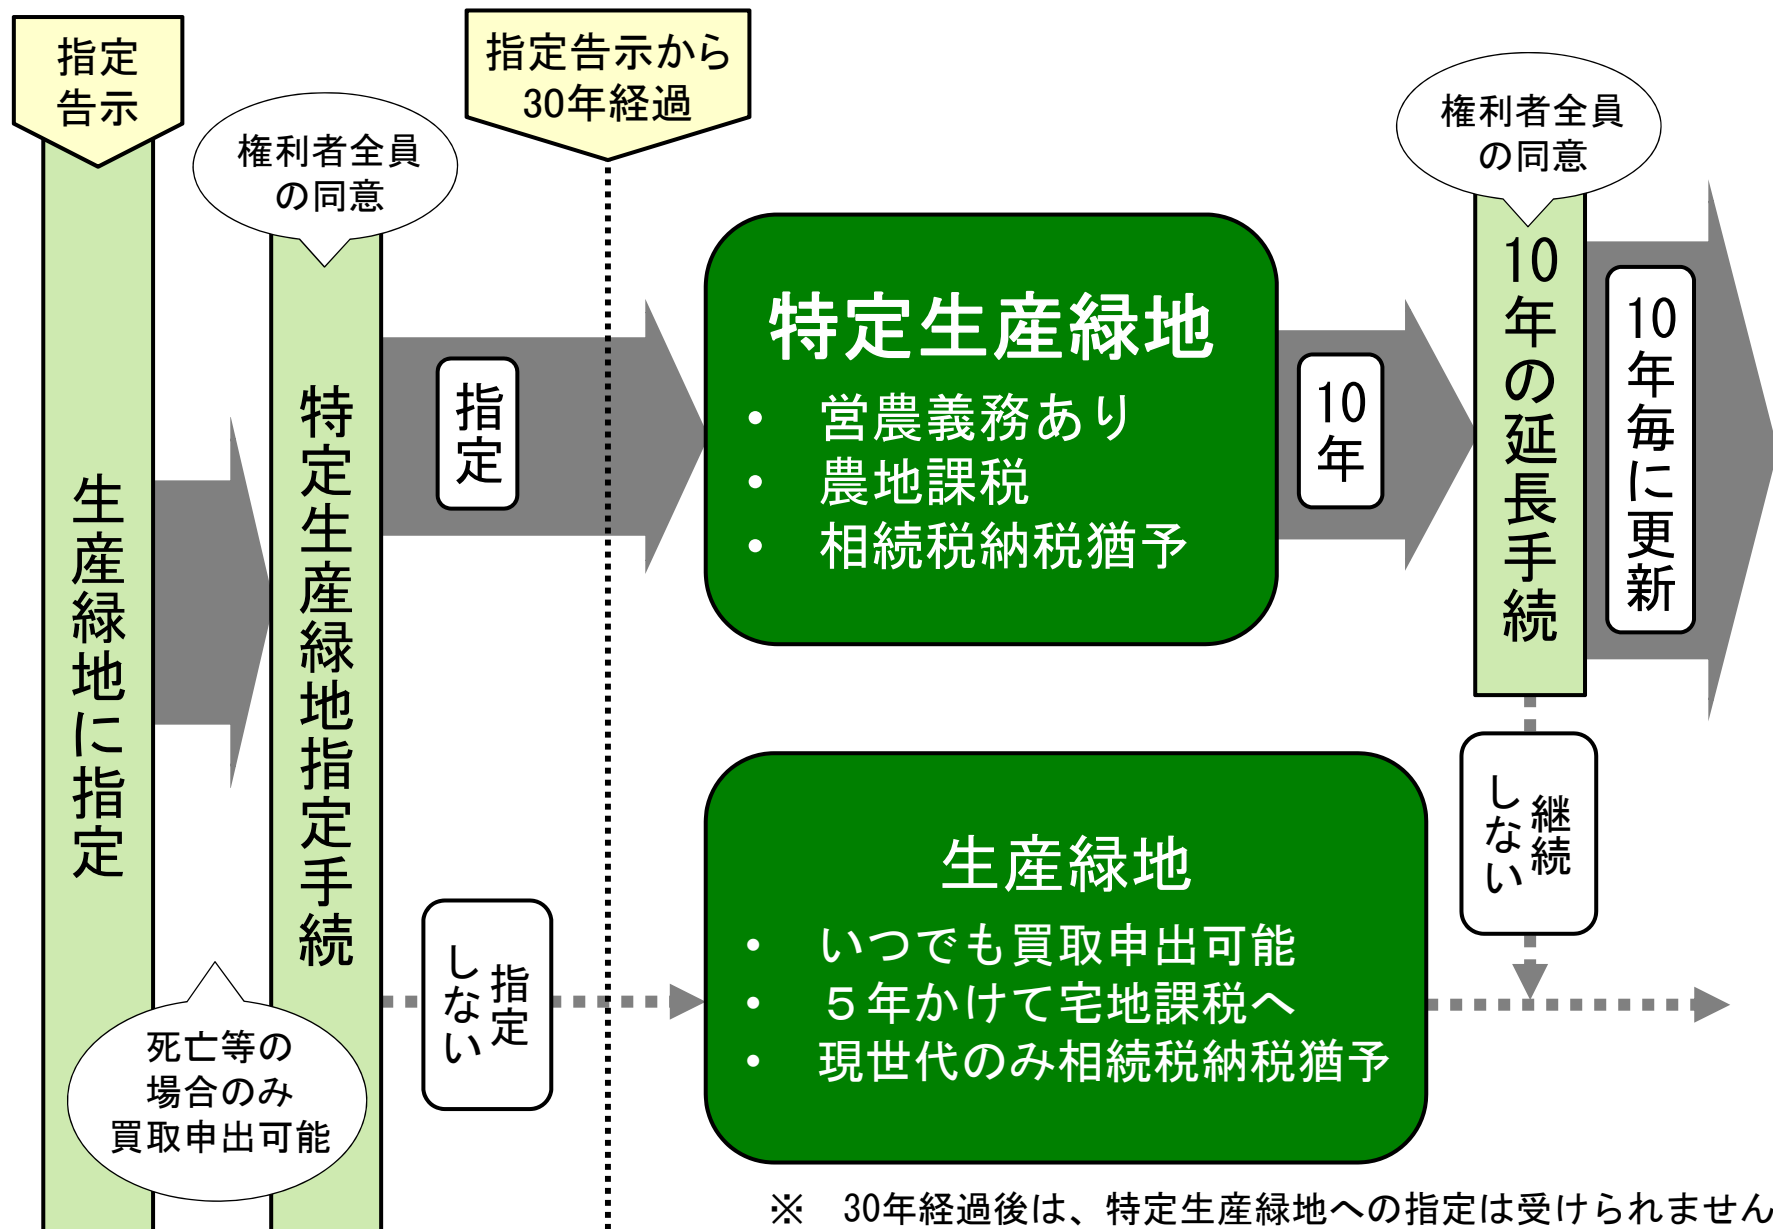 指定
告示
指定告示から
30年経過
権利者全員
の同意
権利者全員
の同意
生産緑地に指定
特定生産緑地指定手続
指定
特定生産緑地
• 営農義務あり
• 農地課税
• 相続税納税猶予
10年
10年の延長手続
10年毎に更新
継続
しない
死亡等の
場合のみ
買取申出可能
指定
しない
生産緑地
• いつでも買取申出可能
• ５年かけて宅地課税へ
• 現世代のみ相続税納税猶予
※ 30年経過後は、特定生産緑地への指定は受けられません